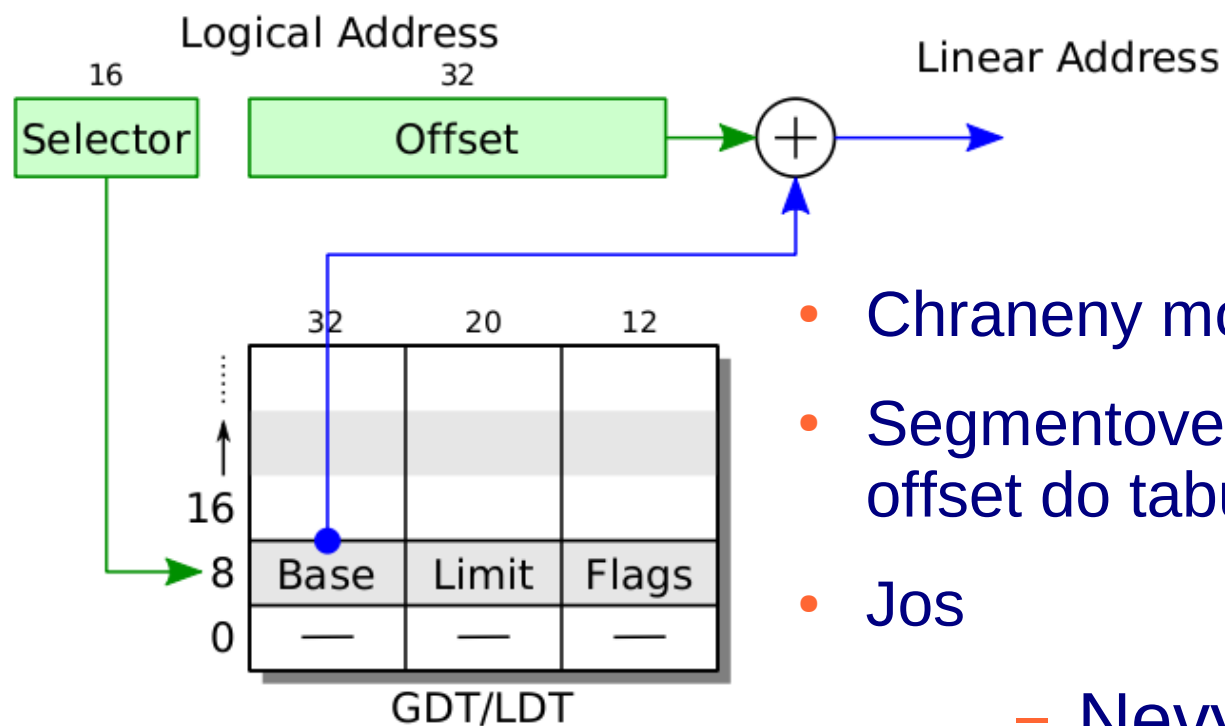 Logical Address
Linear Address
16
32
Selector
Offset
32
20
12
16
8
Base
Limit
Flags
0
GDT/LDT
Chraneny
Segmentove
offset do
Jos